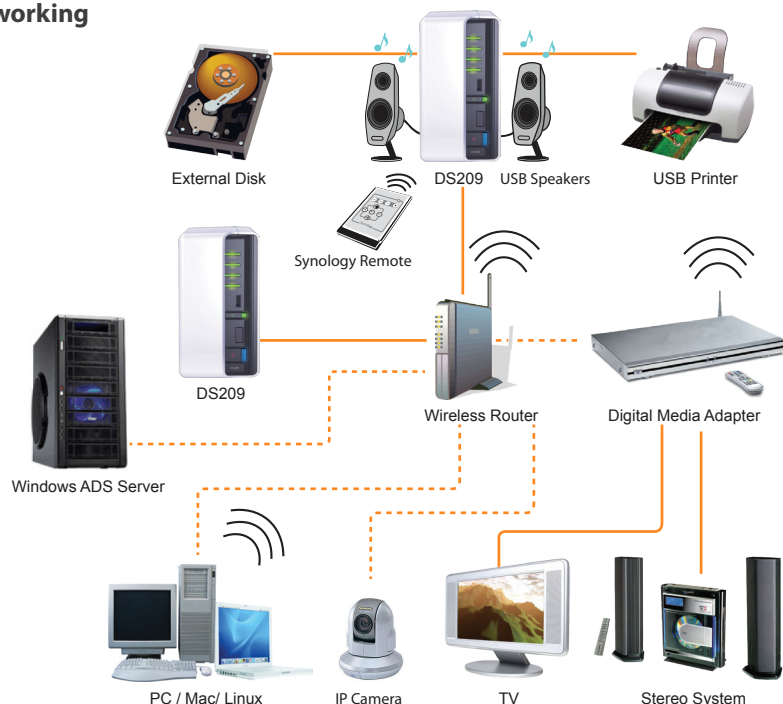 working
External Disk
DS209
USB Speakers
USB Printer
Synology Remote
DS209
Wireless Router
Digital Media Adapter
Windows ADS Server
PC / Mac/ Linux
IP Camera
TV
Stereo System